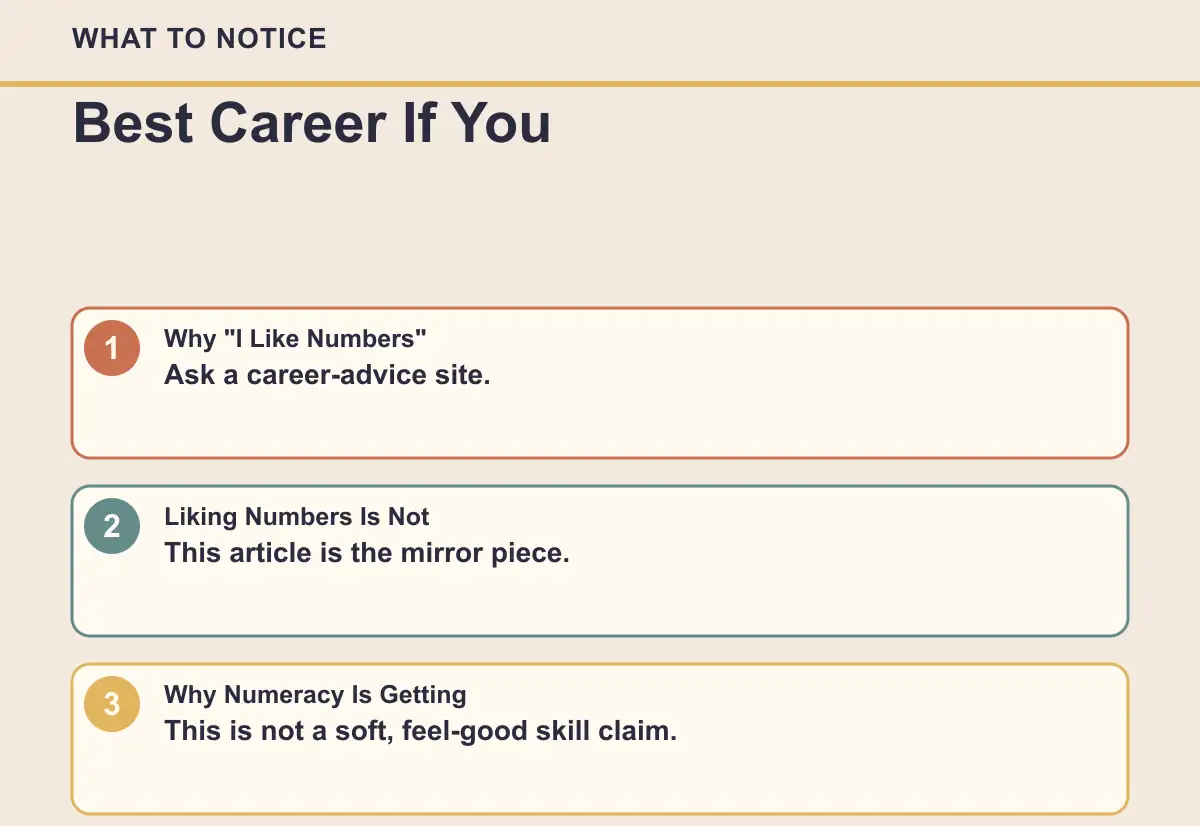 WHAT TO NOTICE
Best Career If You
1
Why "I Like Numbers"
Ask a career-advice site.
2
Liking Numbers Is Not
This article is the mirror piece.
3
Why Numeracy Is Getting
This is not a soft, feel-good skill claim.